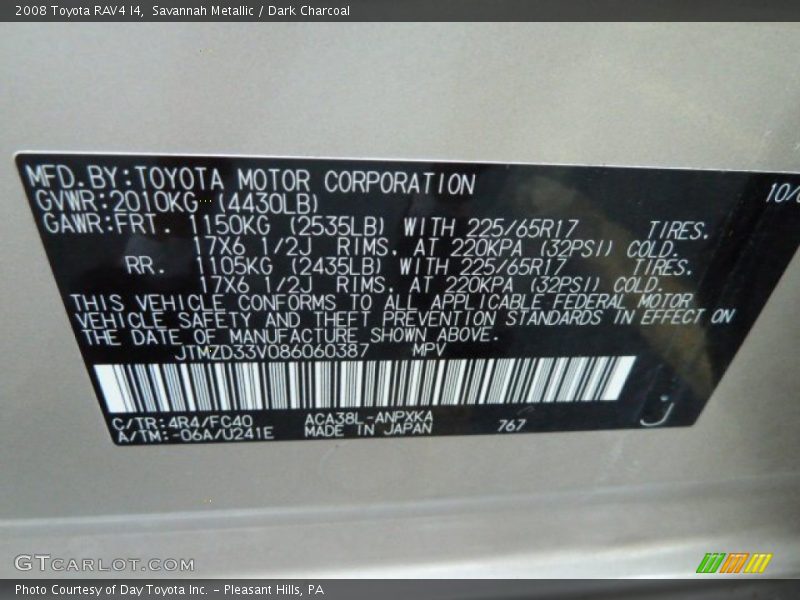 2008 Toyota RAV4 I4, Savannah Metallic / Dark Charcoal
MFD.BY:TOYOTA MOTOR CORPORATION 10/0
GVWR:2010KG (4430LB)
GAWR:FRT. 1150KG (2535LB) WITH 225/65R17 TIRES.
17X6 1/2J RIMS. AT 220KPA (32PSI) COLD.
RR. 1105KG (2435LB) WITH 225/65R17 TIRES.
17X6 1/2J RIMS. AT 220KPA (32PSI) COLD.
THIS VEHICLE CONFORMS TO ALL APPLICABLE FEDERAL MOTOR
VEHICLE SAFETY AND THEFT PREVENTION STANDARDS IN EFFECT ON
THE DATE OF MANUFACTURE SHOWN ABOVE.
JTMZD33V086060387 MPV
C/TR:4R4/FC40 ACA38L-ANPXKA
A/TM:-06A/U241E MADE IN JAPAN 767
J
GTCARLOT.COM
Photo Courtesy of Day Toyota Inc. - Pleasant Hills, PA